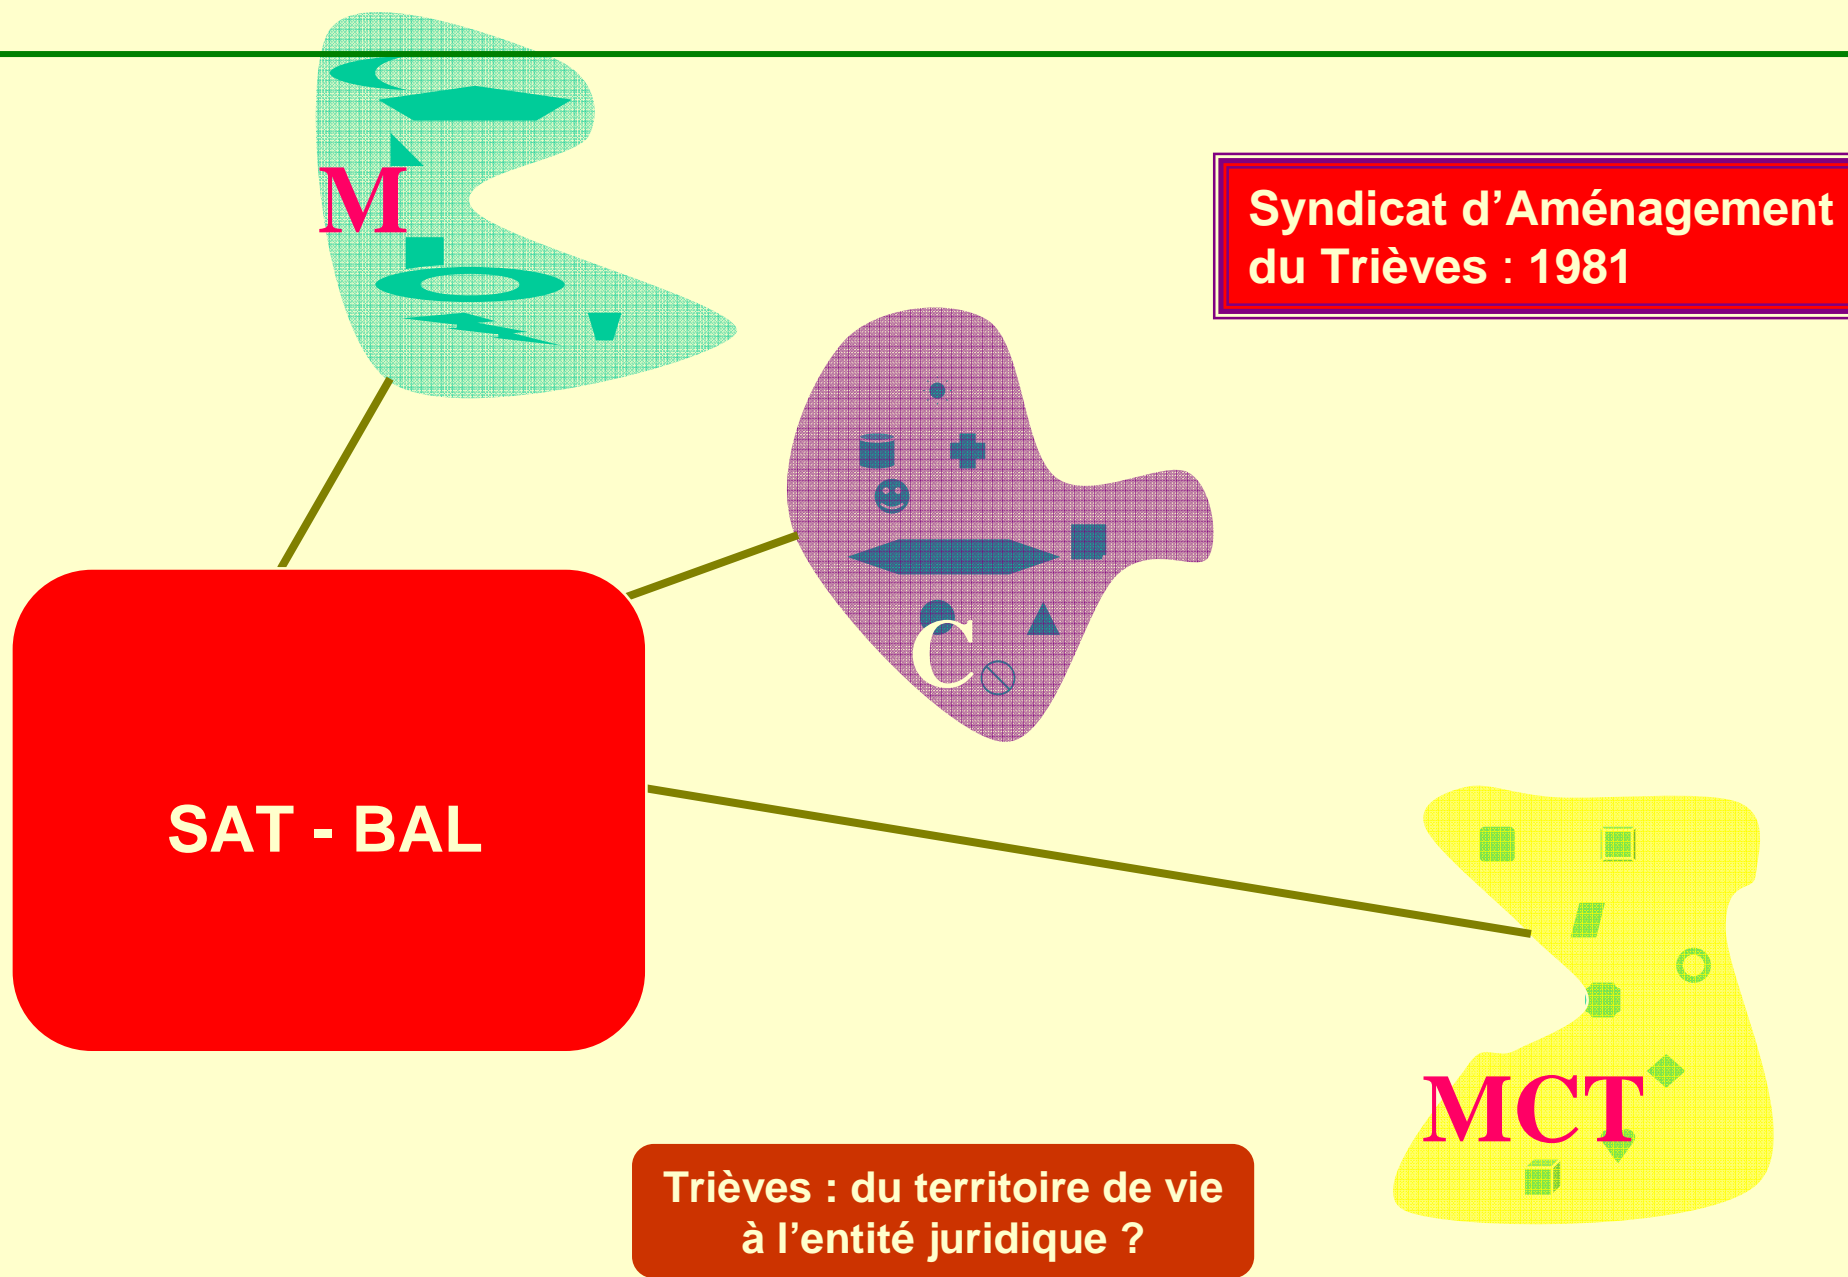 M
Syndicat d’Aménagement
du Trièves : 1981
C
SAT - BAL
MCT
Trièves : du territoire de vie
à l’entité juridique ?